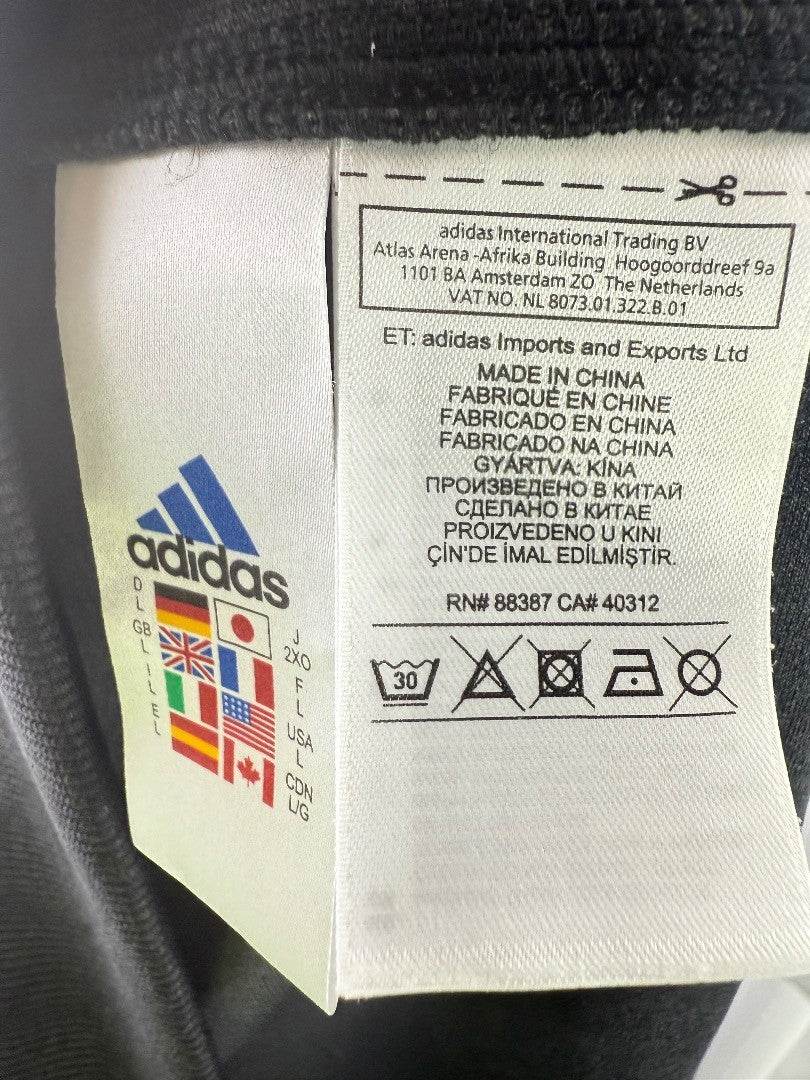 adidas
D
L
GB
L
I
L
E
L
J
2XO
F
L
USA
L
CDN
L/G
adidas International Trading BV
Atlas Arena -Afrika Building Hoogoorddreef 9a
1101 BA Amsterdam ZO The Netherlands
VAT NO. NL 8073.01.322.B.01
ET: adidas Imports and Exports Ltd
MADE IN CHINA
FABRIQUÉ EN CHINE
FABRICADO EN CHINA
FABRICADO NA CHINA
GYÁRTVA: KÍNA
ПРОИЗВЕДЕНО В КИТАЙ
СДЕЛАНО В КИТАЕ
PROIZVEDENO U KINI
ÇİN'DE İMAL EDİLMİŞTİR.
RN# 88387 CA# 40312
30